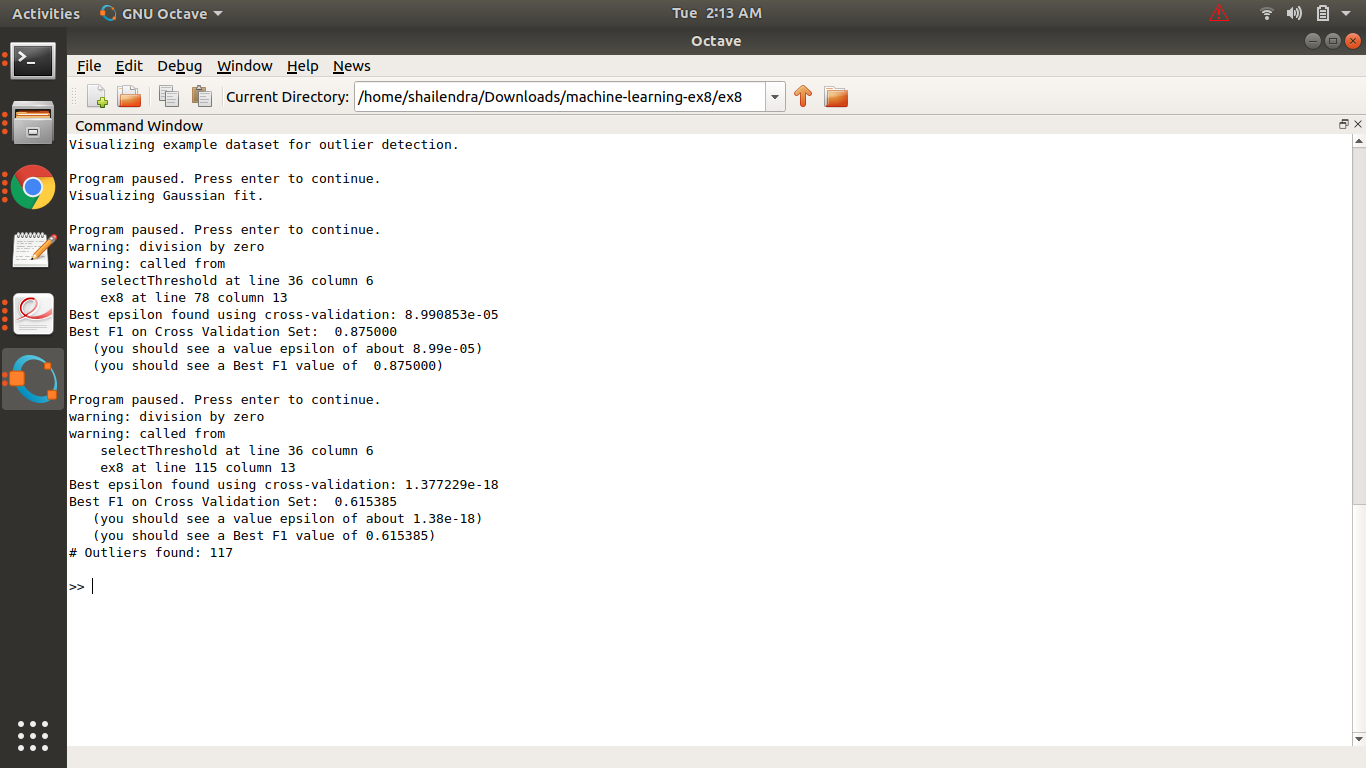 Activities GNU Octave Tue 2:13 AM
Octave
File Edit Debug Window Help News
Current Directory: /home/shailendra/Downloads/machine-learning-ex8/ex8
Command Window
Visualizing example dataset for outlier detection.
Program paused. Press enter to continue.
Visualizing Gaussian fit.
Program paused. Press enter to continue.
warning: division by zero
warning: called from
    selectThreshold at line 36 column 6
    ex8 at line 78 column 13
Best epsilon found using cross-validation: 8.990853e-05
Best F1 on Cross Validation Set:  0.875000
   (you should see a value epsilon of about 8.99e-05)
   (you should see a Best F1 value of  0.875000)
Program paused. Press enter to continue.
warning: division by zero
warning: called from
    selectThreshold at line 36 column 6
    ex8 at line 115 column 13
Best epsilon found using cross-validation: 1.377229e-18
Best F1 on Cross Validation Set:  0.615385
   (you should see a value epsilon of about 1.38e-18)
   (you should see a Best F1 value of 0.615385)
# Outliers found: 117
>>